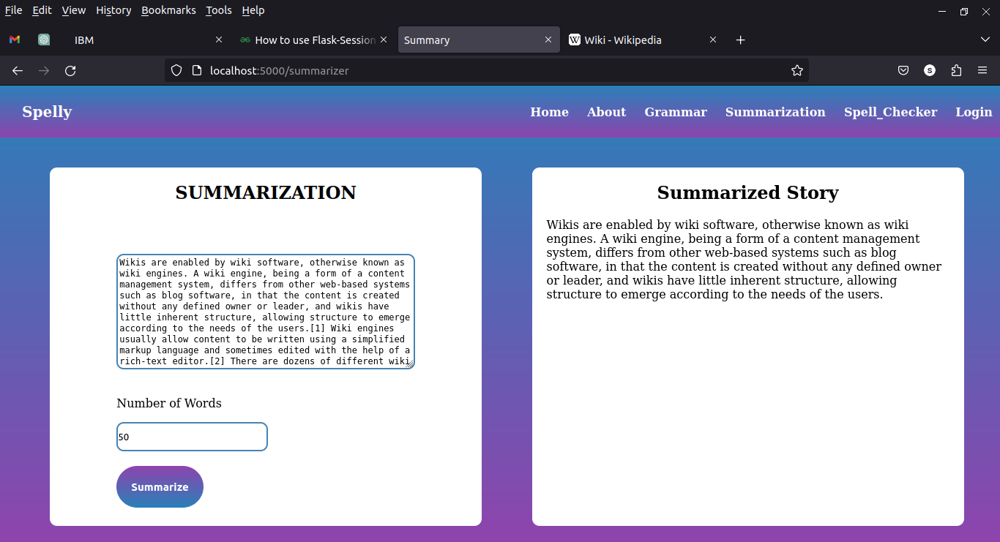 File Edit View History Bookmarks Tools Help
IBM
How to use Flask-Session
Summary
Wiki - Wikipedia
localhost:5000/summarizer
S
Spelly
Home About Grammar Summarization Spell_Checker Login
SUMMARIZATION
Wikis are enabled by wiki software, otherwise known as
wiki engines. A wiki engine, being a form of a content
management system, differs from other web-based systems
such as blog software, in that the content is created
without any defined owner or leader, and wikis have
little inherent structure, allowing structure to emerge
according to the needs of the users.[1] Wiki engines
usually allow content to be written using a simplified
markup language and sometimes edited with the help of a
rich-text editor.[2] There are dozens of different wiki
Number of Words
50
Summarize
Summarized Story
Wikis are enabled by wiki software, otherwise known as wiki
engines. A wiki engine, being a form of a content management
system, differs from other web-based systems such as blog
software, in that the content is created without any defined owner
or leader, and wikis have little inherent structure, allowing
structure to emerge according to the needs of the users.